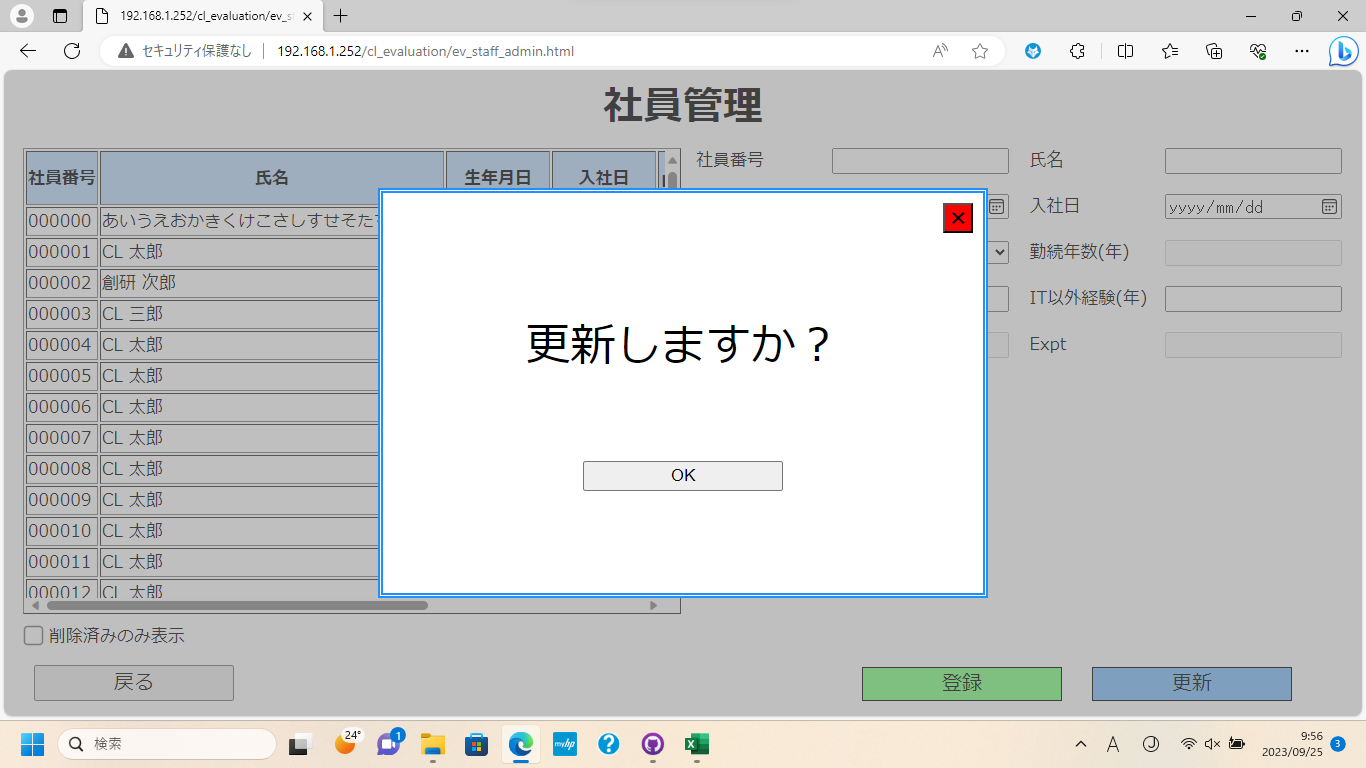 192.168.1.252/cl_evaluation/ev_s
セキュリティ保護なし
192.168.1.252/cl_evaluation/ev_staff_admin.html
社員管理
社員番号 氏名 生年月日 入社日
000000 あいうえおかきくけこさしすせそた
000001 CL 太郎
000002 創研 次郎
000003 CL 三郎
000004 CL 太郎
000005 CL 太郎
000006 CL 太郎
000007 CL 太郎
000008 CL 太郎
000009 CL 太郎
000010 CL 太郎
000011 CL 太郎
000012 CL 太郎
削除済みのみ表示
戻る
社員番号 氏名
入社日 yyyy/mm/dd
勤続年数(年)
IT以外経験(年)
Expt
更新しますか？
OK
登録 更新
検索
24°
1
myhp
A
9:56
2023/09/25
3